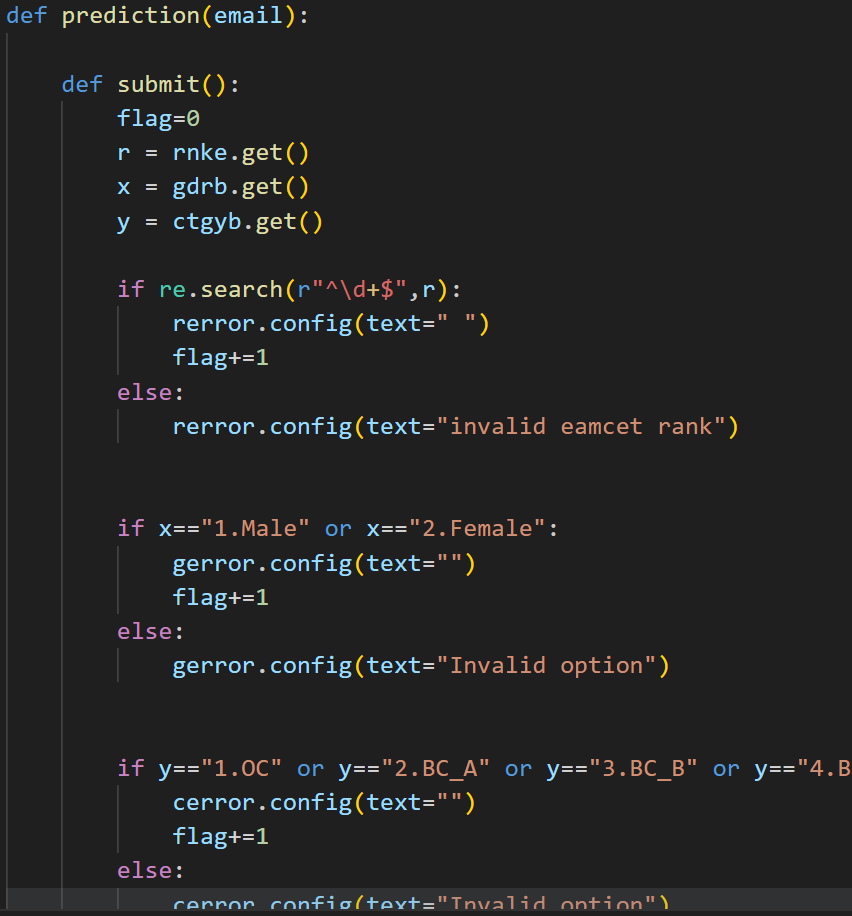 def prediction(email):
    def submit():
        flag=0
        r = rnke.get()
        x = gdrb.get()
        y = ctgyb.get()
        if re.search(r"^\d+$",r):
            rerror.config(text=" ")
            flag+=1
        else:
            rerror.config(text="invalid eamcet rank")
        if x=="1.Male" or x=="2.Female":
            gerror.config(text="")
            flag+=1
        else:
            gerror.config(text="Invalid option")
        if y=="1.OC" or y=="2.BC_A" or y=="3.BC_B" or y=="4.B
            cerror.config(text="")
            flag+=1
        else:
            cerror.config(text="Invalid option")